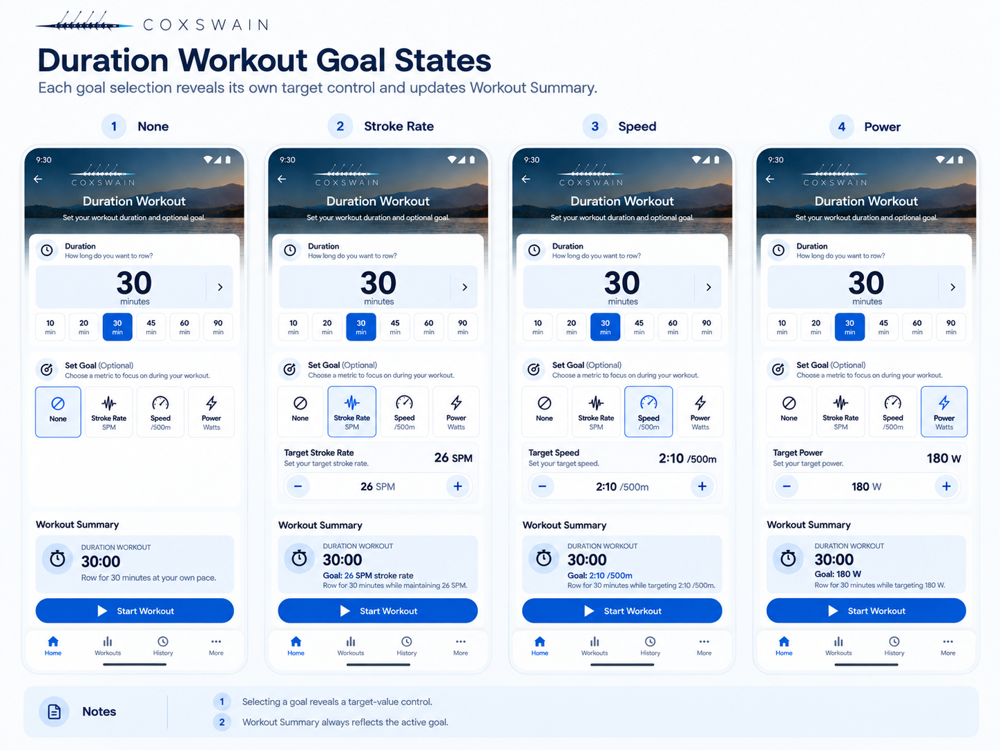 COXSWAIN
Duration Workout Goal States
Each goal selection reveals its own target control and updates Workout Summary.
1 None
9:30
COXSWAIN
Duration Workout
Set your workout duration and optional goal.
Duration
How long do you want to row?
30
minutes
10 20 30 45 60 90
min min min min min min
Set Goal (Optional)
Choose a metric to focus on during your workout.
None Stroke Rate Speed Power
SPM /500m Watts
Workout Summary
DURATION WORKOUT
30:00
Row for 30 minutes at your own pace.
Start Workout
Home Workouts History More
2 Stroke Rate
9:30
COXSWAIN
Duration Workout
Set your workout duration and optional goal.
Duration
How long do you want to row?
30
minutes
10 20 30 45 60 90
min min min min min min
Set Goal (Optional)
Choose a metric to focus on during your workout.
None Stroke Rate Speed Power
SPM /500m Watts
Target Stroke Rate 26 SPM
Set your target stroke rate.
− 26 SPM +
Workout Summary
DURATION WORKOUT
30:00
Goal: 26 SPM stroke rate
Row for 30 minutes while maintaining 26 SPM.
Start Workout
Home Workouts History More
3 Speed
9:30
COXSWAIN
Duration Workout
Set your workout duration and optional goal.
Duration
How long do you want to row?
30
minutes
10 20 30 45 60 90
min min min min min min
Set Goal (Optional)
Choose a metric to focus on during your workout.
None Stroke Rate Speed Power
SPM /500m Watts
Target Speed 2:10 /500m
Set your target speed.
− 2:10 /500m +
Workout Summary
DURATION WORKOUT
30:00
Goal: 2:10 /500m
Row for 30 minutes while targeting 2:10 /500m.
Start Workout
Home Workouts History More
4 Power
9:30
COXSWAIN
Duration Workout
Set your workout duration and optional goal.
Duration
How long do you want to row?
30
minutes
10 20 30 45 60 90
min min min min min min
Set Goal (Optional)
Choose a metric to focus on during your workout.
None Stroke Rate Speed Power
SPM /500m Watts
Target Power 180 W
Set your target power.
− 180 W +
Workout Summary
DURATION WORKOUT
30:00
Goal: 180 W
Row for 30 minutes while targeting 180 W.
Start Workout
Home Workouts History More
Notes
1 Selecting a goal reveals a target-value control.
2 Workout Summary always reflects the active goal.